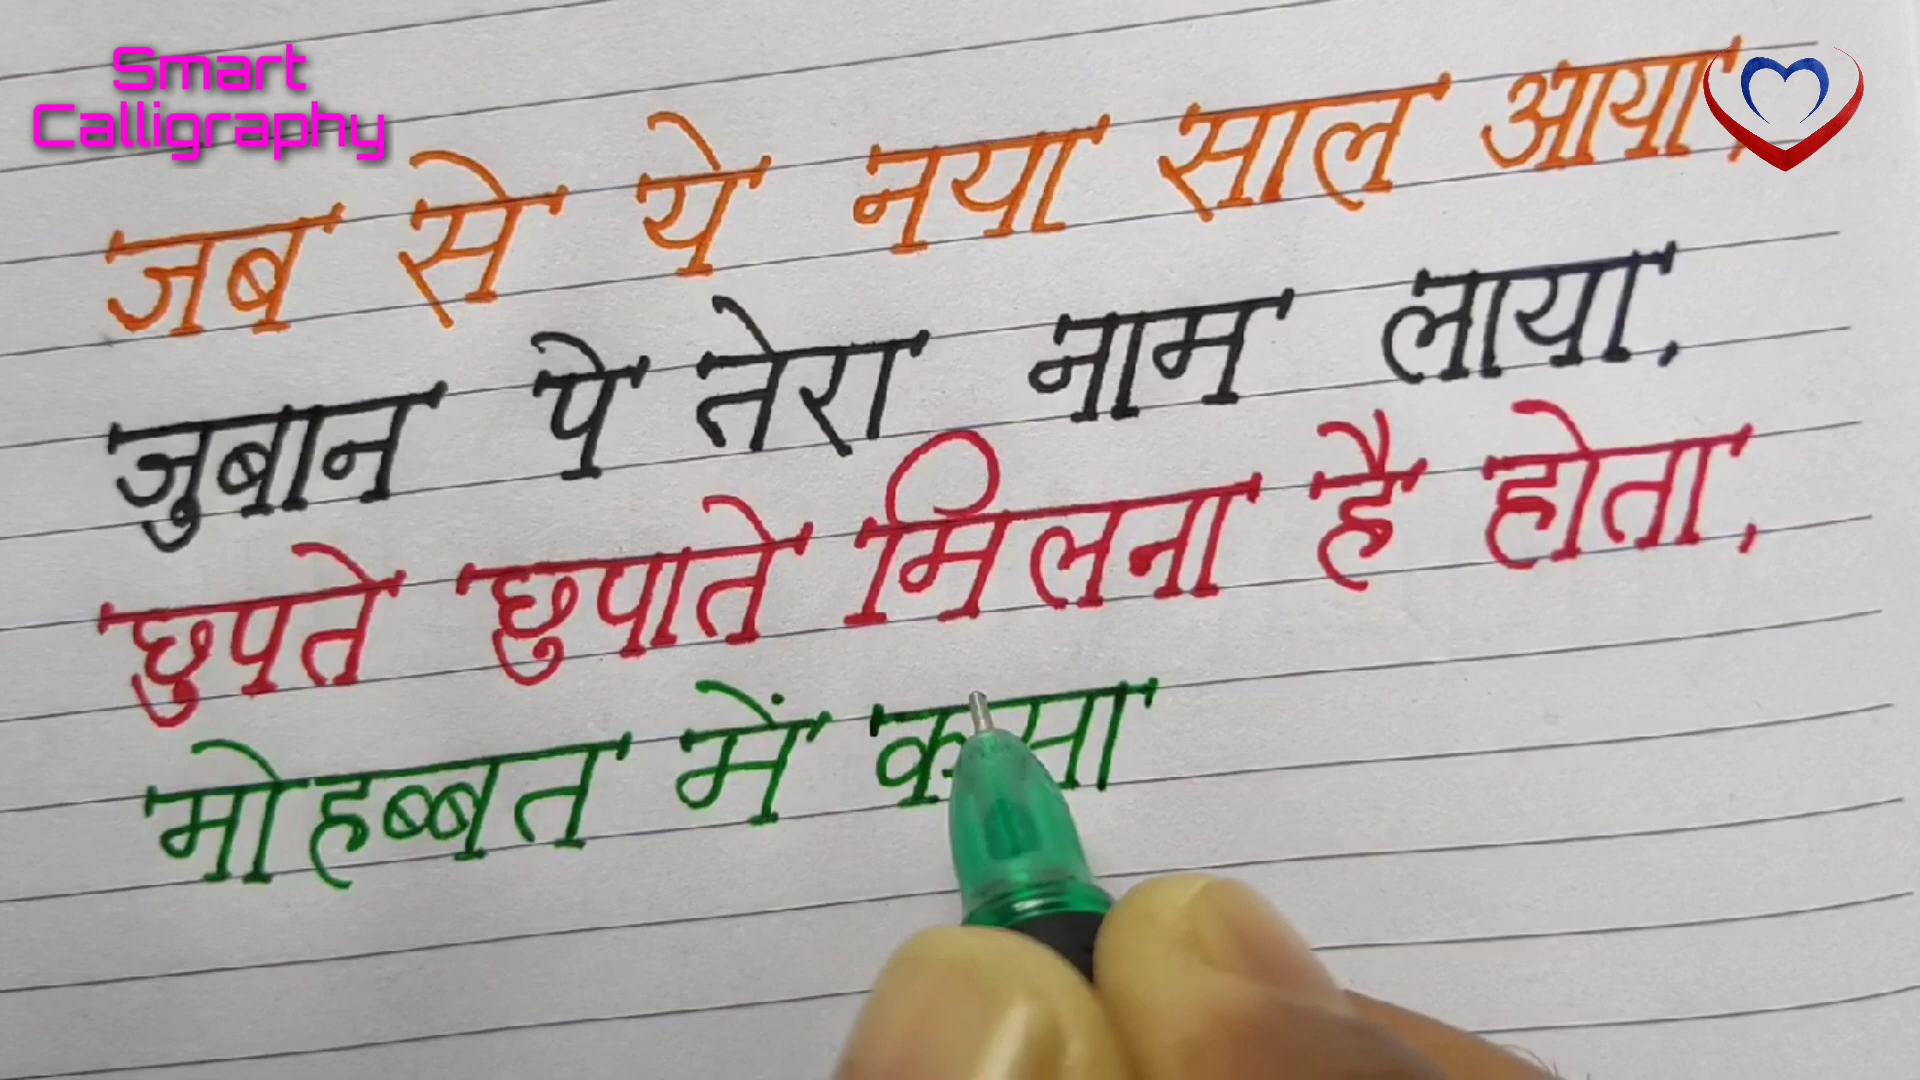 Smart
Calligraphy
जब से ये नया साल आया,
जुबान पे तेरा नाम लाया,
छुपते छुपाते मिलना है होता,
मोहब्बत में